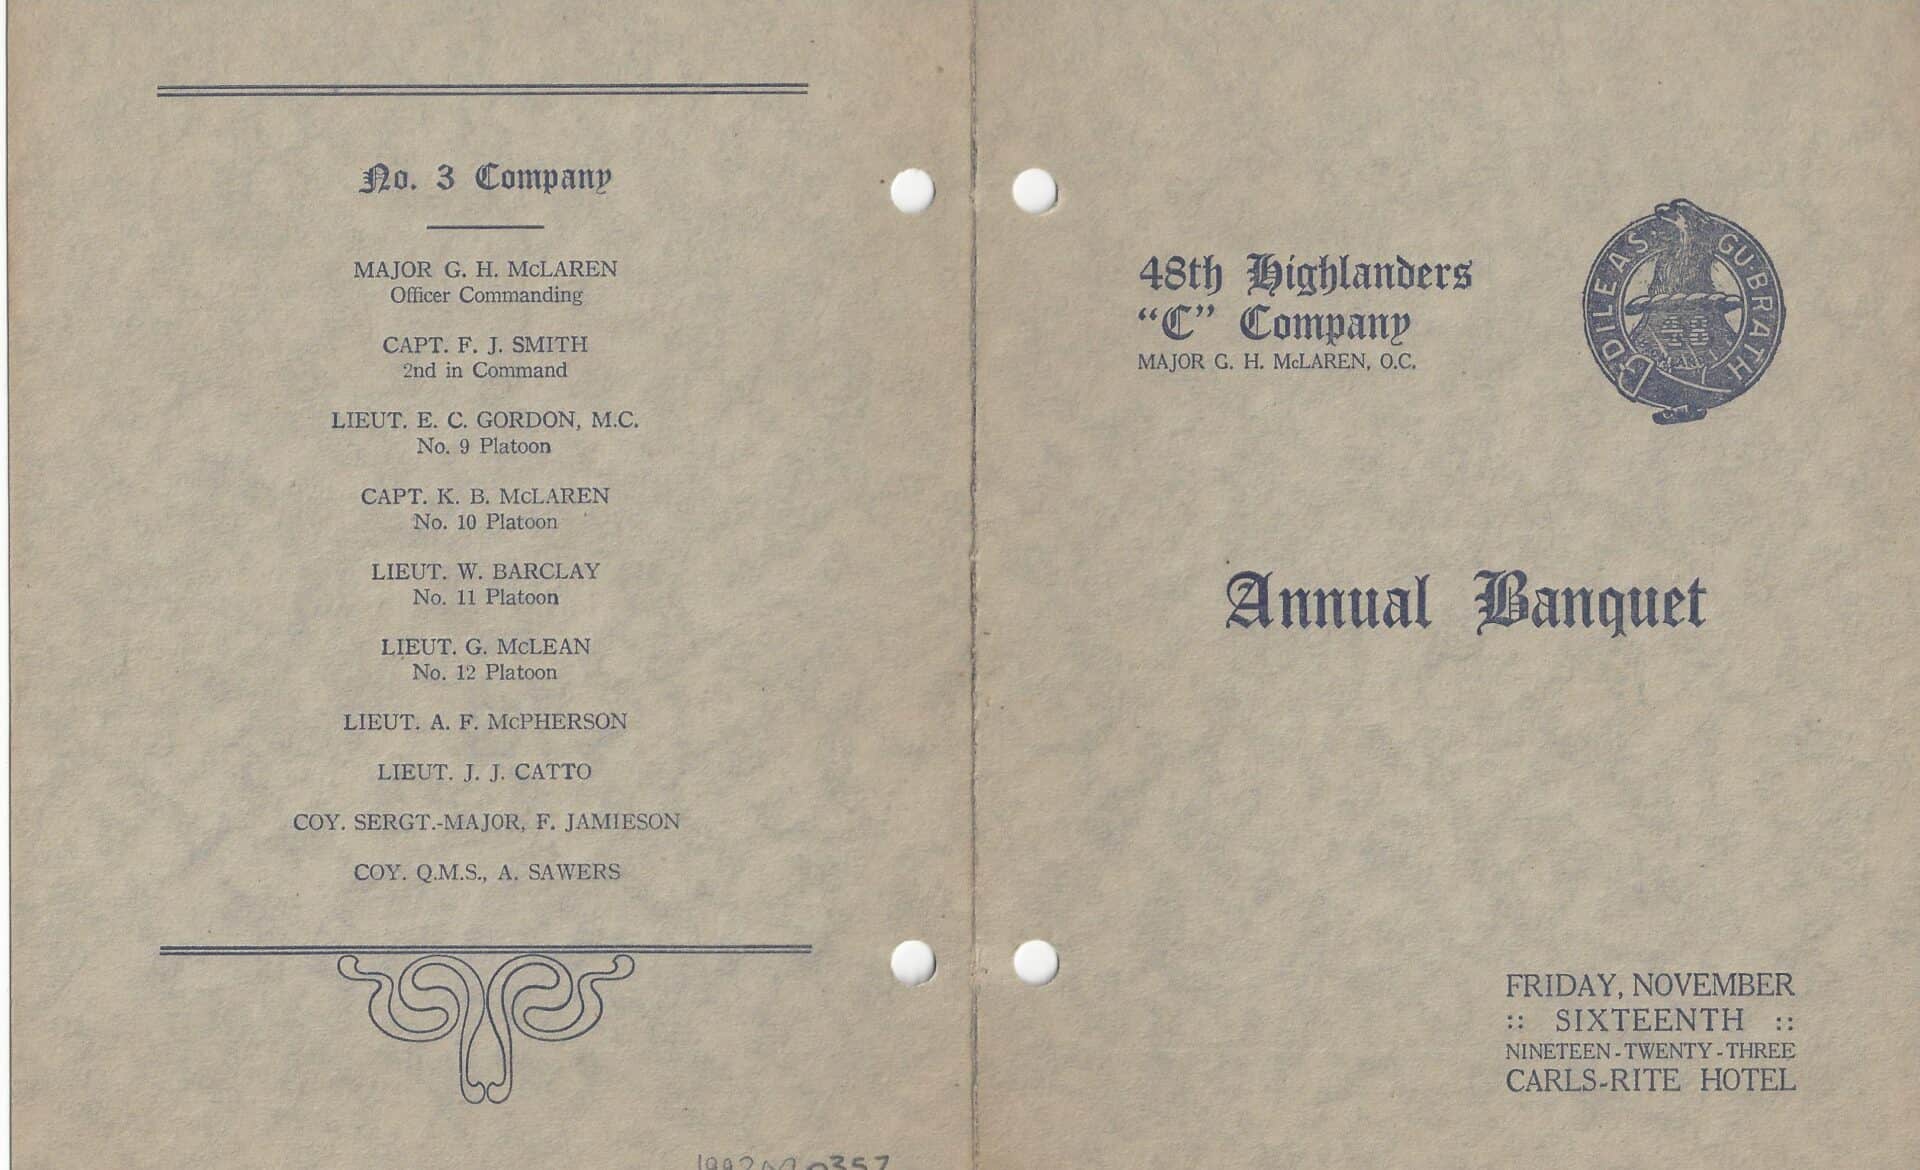 No. 3 Company
MAJOR G. H. McLAREN
Officer Commanding
CAPT. F. J. SMITH
2nd in Command
LIEUT. E. C. GORDON, M.C.
No. 9 Platoon
CAPT. K. B. McLAREN
No. 10 Platoon
LIEUT. W. BARCLAY
No. 11 Platoon
LIEUT. G. McLEAN
No. 12 Platoon
LIEUT. A. F. McPHERSON
LIEUT. J. J. CATTO
COY. SERGT.-MAJOR, F. JAMIESON
COY. Q.M.S., A. SAWERS
48th Highlanders
"C" Company
MAJOR G. H. McLAREN, O.C.
DILEAS GU BRATH
48
Annual Banquet
FRIDAY, NOVEMBER
:: SIXTEENTH ::
NINETEEN-TWENTY-THREE
CARLS-RITE HOTEL